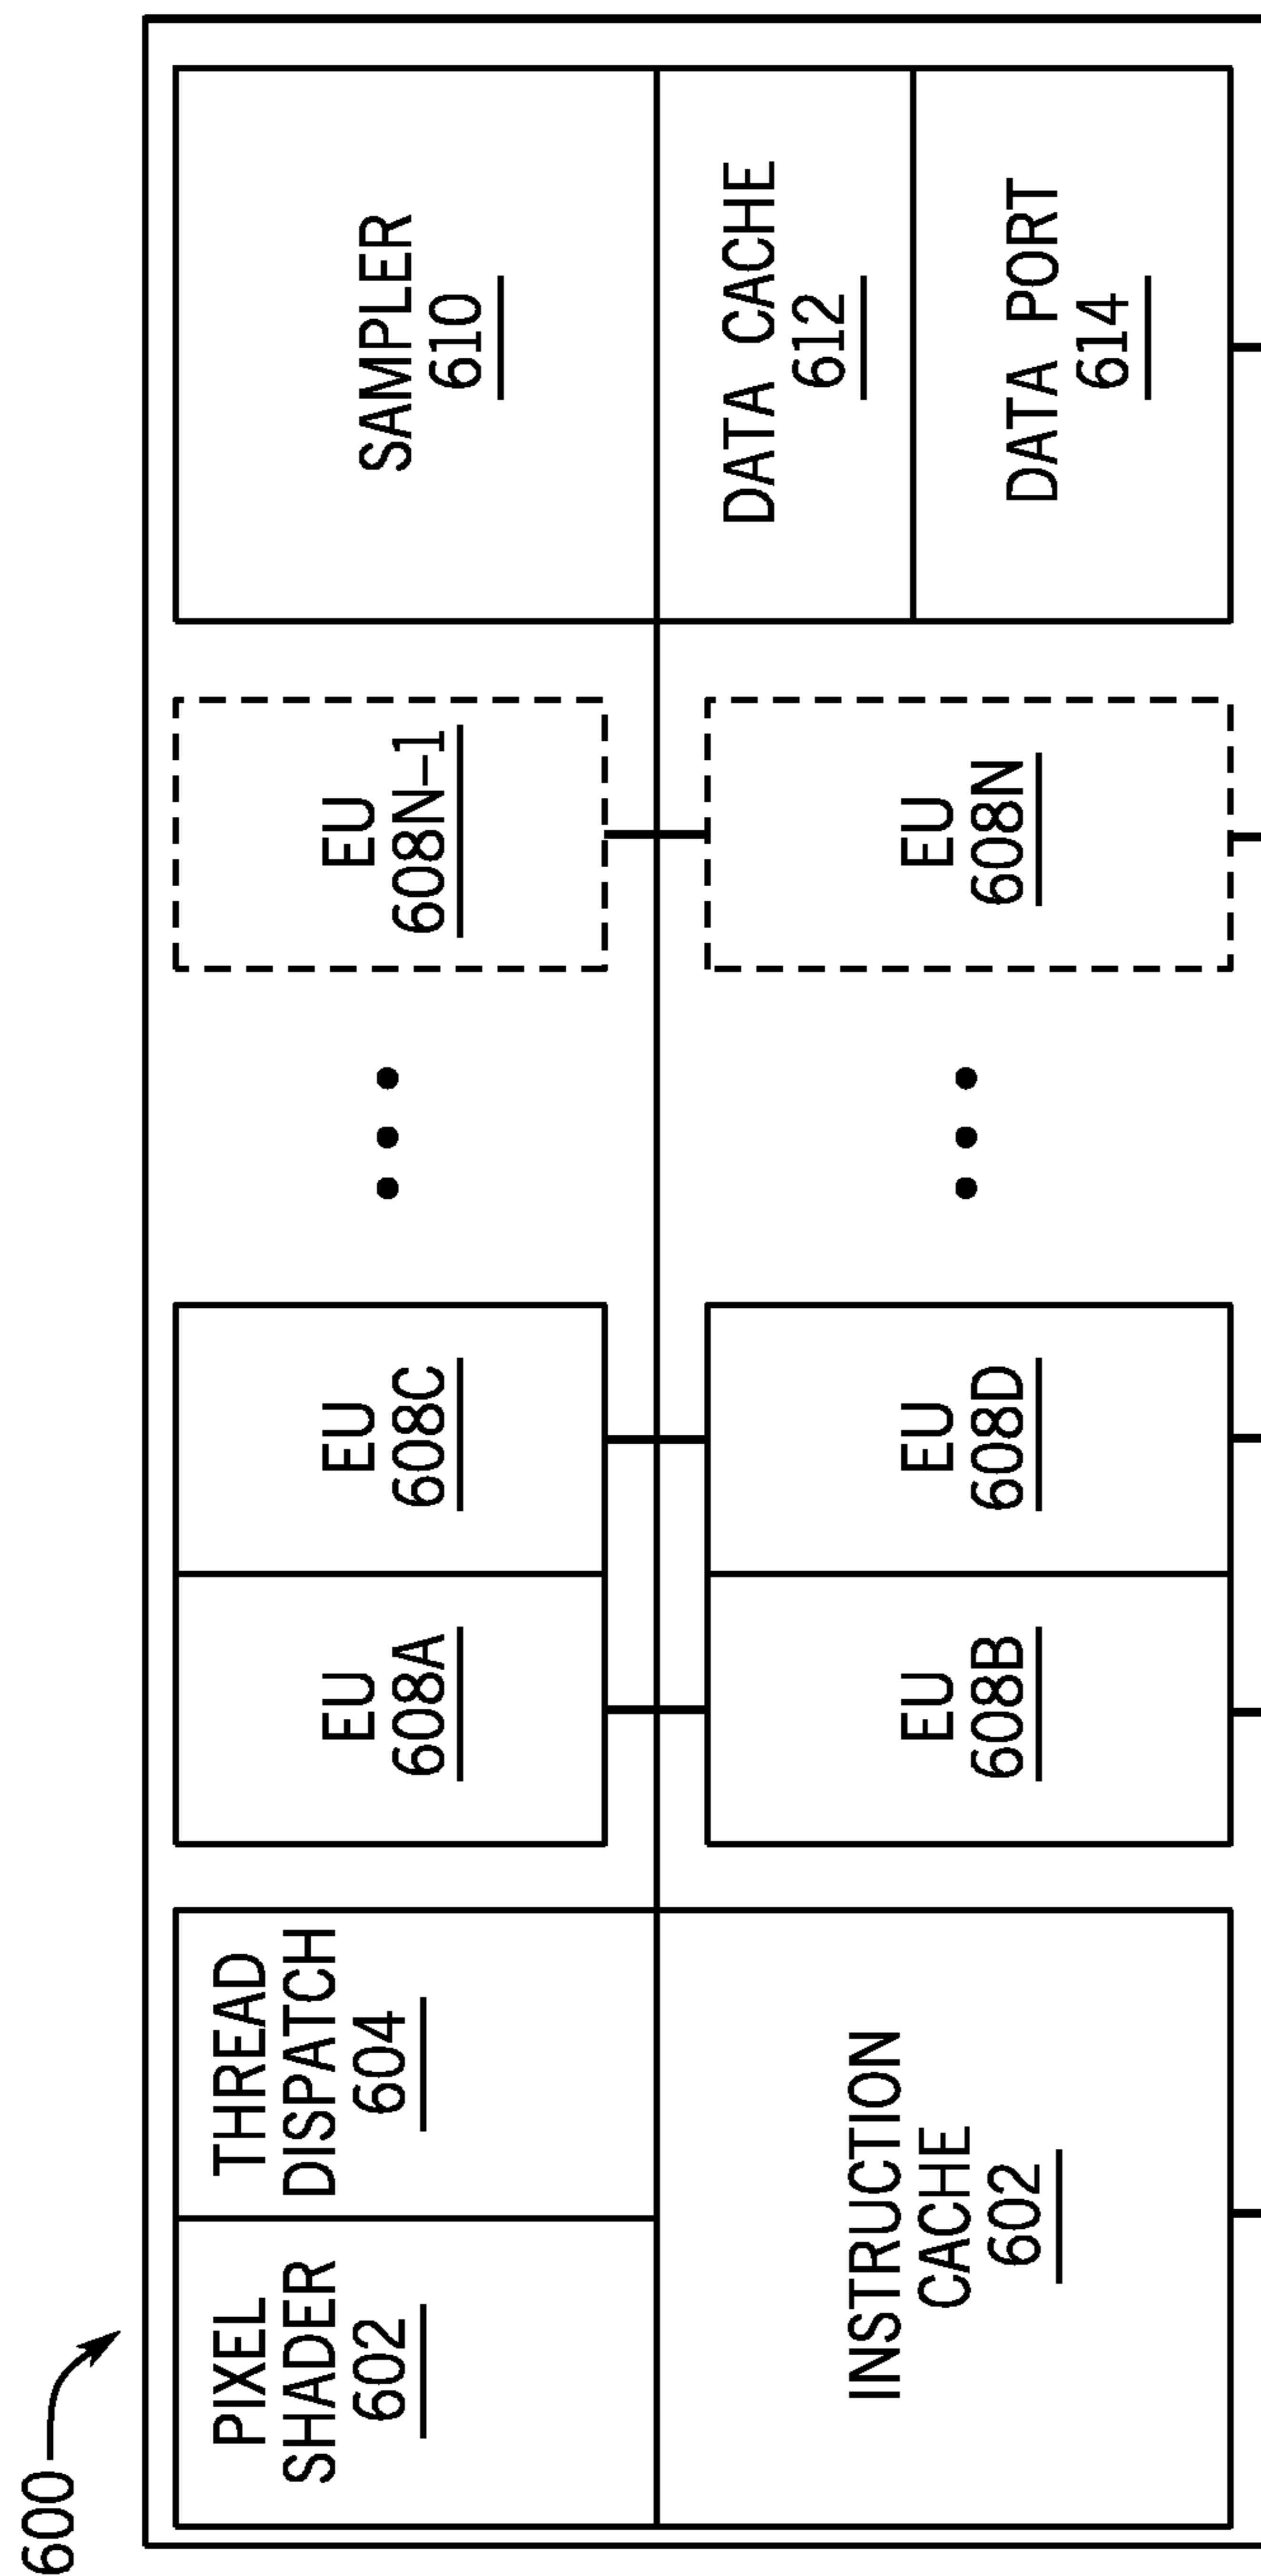 600
PIXEL
SHADER
602
THREAD
DISPATCH
604
INSTRUCTION
CACHE
602
EU
608A
EU
608C
EU
608B
EU
608D
EU
608N-1
EU
608N
SAMPLER
610
DATA CACHE
612
DATA PORT
614